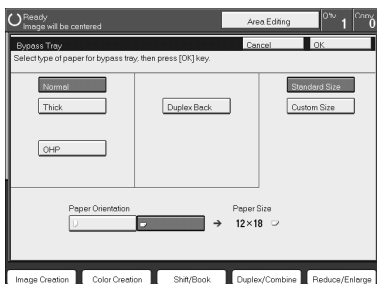 Ready
Image will be centered
Area Editing
Qty 1
Copy 0
Bypass Tray
Cancel
OK
Select type of paper for bypass tray, then press [OK] key.
Normal
Standard Size
Thick
Duplex Back
Custom Size
OHP
Paper Orientation
Paper Size
→ 12×18
Image Creation
Color Creation
Shift/Book
Duplex/Combine
Reduce/Enlarge